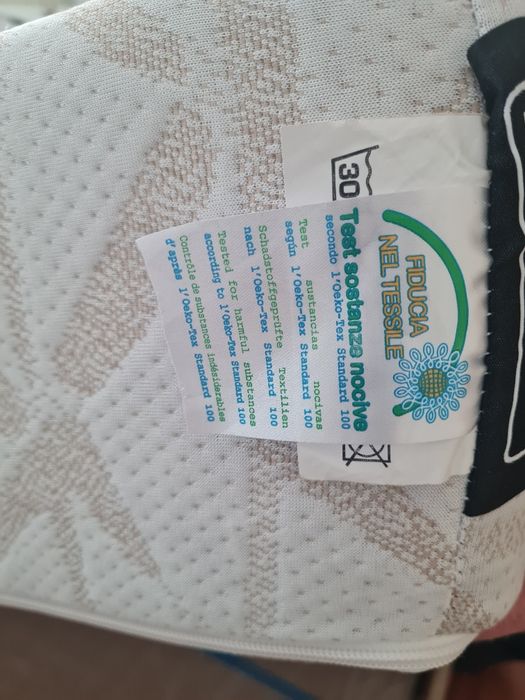 FIDUCIA
NEL TESSILE
Test sostanze nocive
secondo l'Oeko-Tex Standard 100
Test sustancias nocivas
según l'Oeko-Tex Standard 100
Schadstoffgeprüfte Textilien
nach l'Oeko-Tex Standard 100
Tested for harmful substances
according to l'Oeko-Tex Standard 100
Contrôle de substances indésiderables
d'après l'Oeko-Tex Standard 100
30